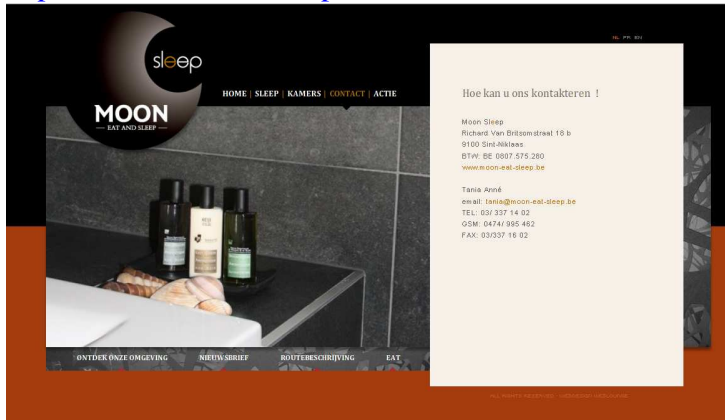 NL FR EN
sleep
HOME | SLEEP | KAMERS | CONTACT | ACTIE
MOON
— EAT AND SLEEP —
Hoe kan u ons kontakteren !
Moon Sleep
Richard Van Britsomstraat 18 b
9100 Sint-Niklaas
BTW: BE 0807.575.280
www.moon-eat-sleep.be
Tania Anné
email: tania@moon-eat-sleep.be
TEL: 03/ 337 14 02
GSM: 0474/ 995 462
FAX: 03/337 16 02
ONTDEK ONZE OMGEVING NIEUWSBRIEF ROUTEBESCHRIJVING EAT
ALL RIGHTS RESERVED